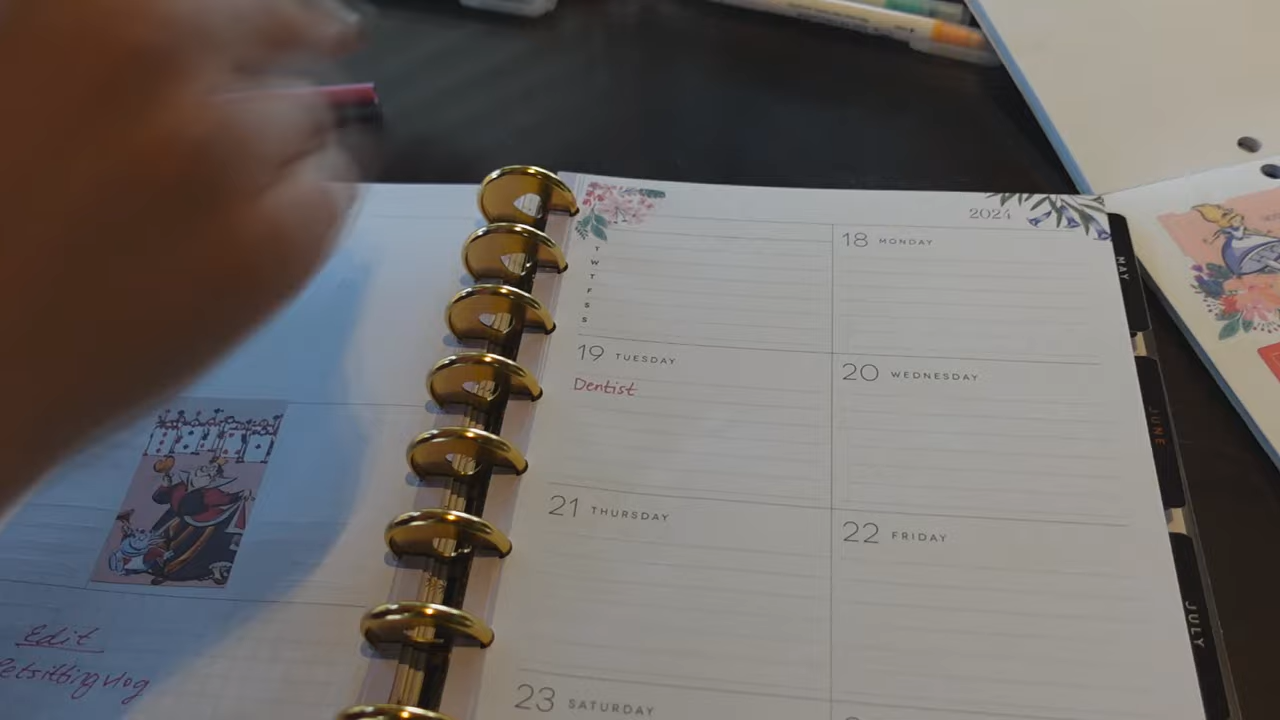 2024
T
W
T
F
S
S
18 MONDAY
19 TUESDAY
Dentist
20 WEDNESDAY
21 THURSDAY
22 FRIDAY
23 SATURDAY
Edit
Petsitting vlog
MAY
JUNE
JULY